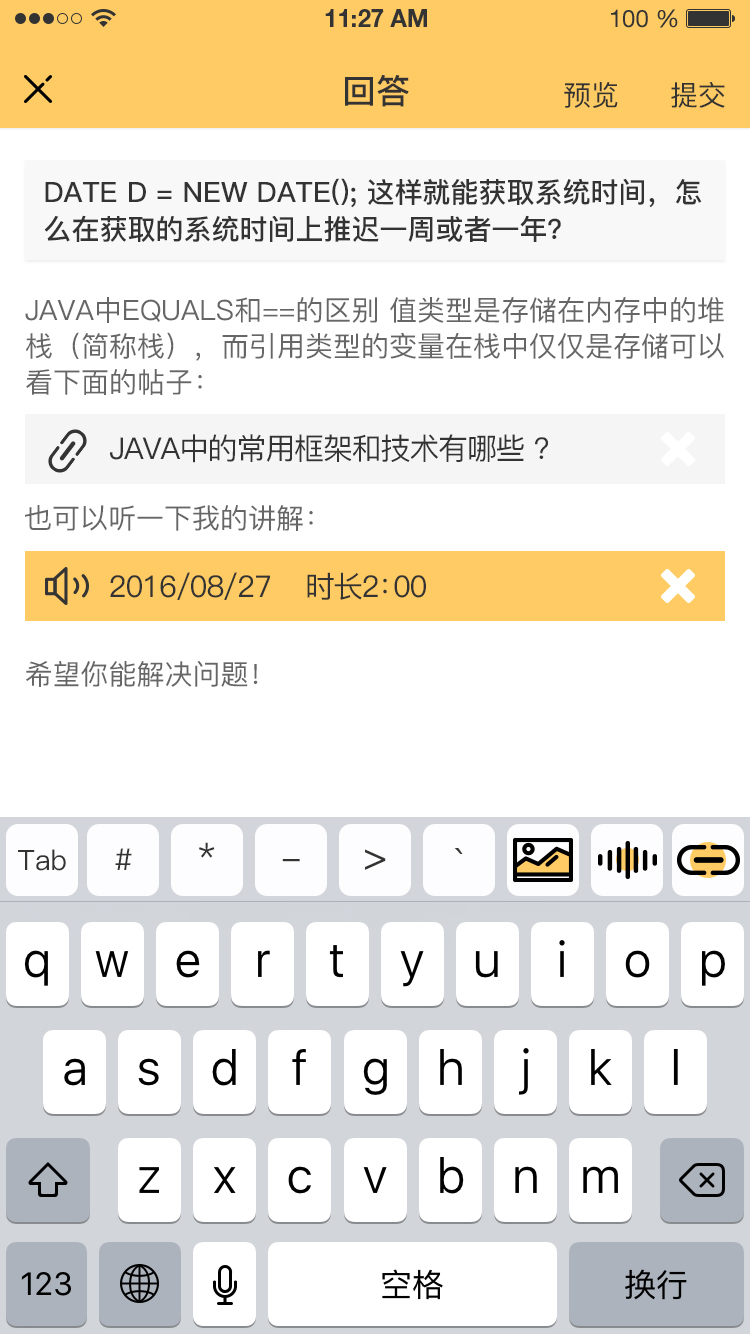 11:27 AM 100 %
回答 预览 提交
DATE D = NEW DATE(); 这样就能获取系统时间，怎
么在获取的系统时间上推迟一周或者一年?
JAVA中EQUALS和==的区别 值类型是存储在内存中的堆
栈（简称栈），而引用类型的变量在栈中仅仅是存储可以
看下面的帖子：
JAVA中的常用框架和技术有哪些？
也可以听一下我的讲解：
2016/08/27 时长2:00
希望你能解决问题！
Tab # * – > `
q w e r t y u i o p
a s d f g h j k l
z x c v b n m
123 空格 换行